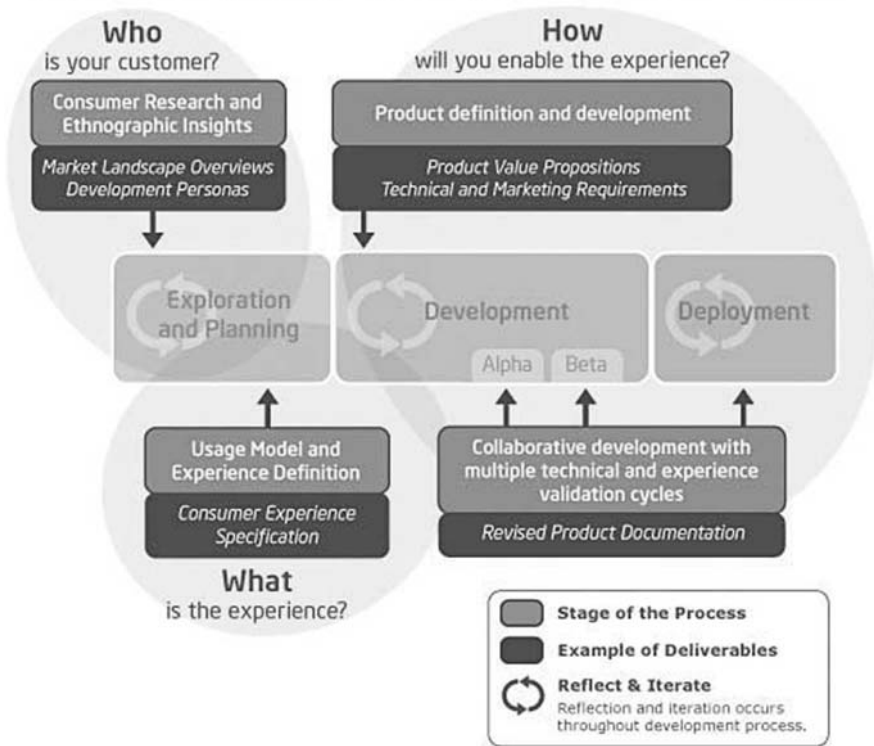 Who
is your customer?
Consumer Research and
Ethnographic Insights
Market Landscape Overviews
Development Personas
How
will you enable the experience?
Product definition and development
Product Value Propositions
Technical and Marketing Requirements
Exploration
and Planning
Development
Alpha
Beta
Deployment
Usage Model and
Experience Definition
Consumer Experience
Specification
What
is the experience?
Collaborative development with
multiple technical and experience
validation cycles
Revised Product Documentation
Stage of the Process
Example of Deliverables
Reflect & Iterate
Reflection and iteration occurs
throughout development process.